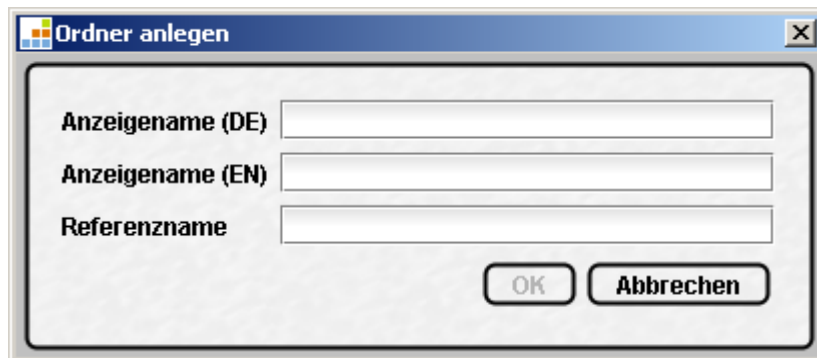 Ordner anlegen
Anzeigename (DE)
Anzeigename (EN)
Referenzname
OK Abbrechen